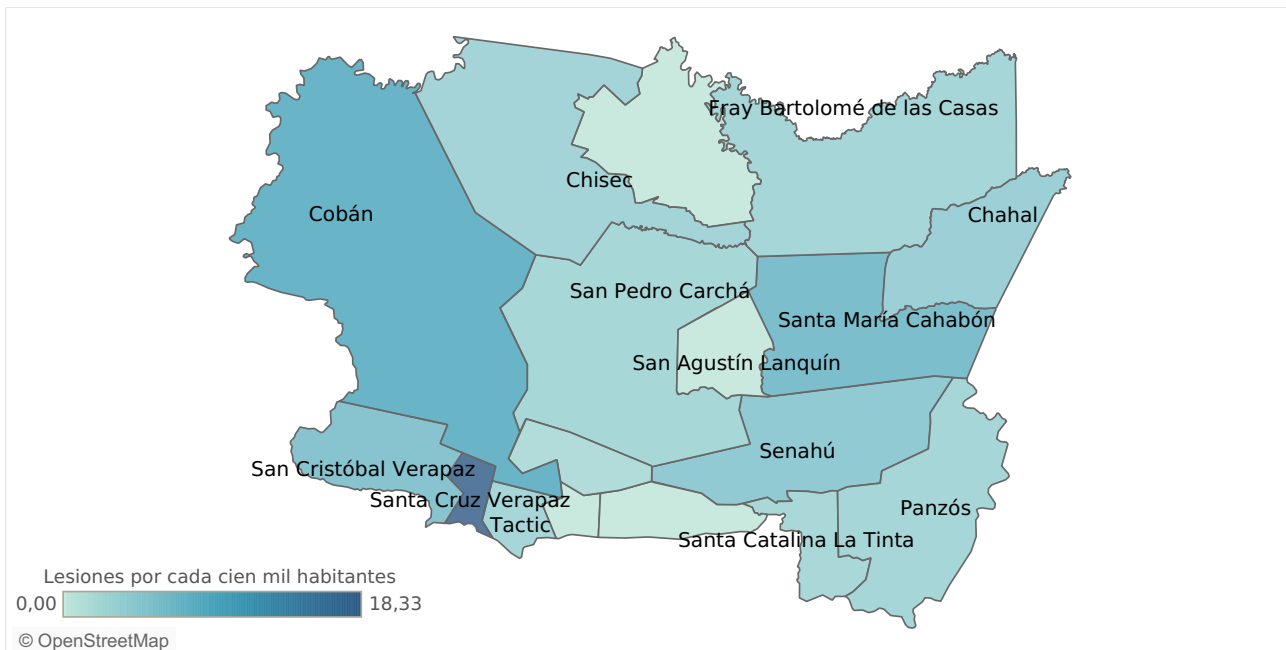 Fray Bartolomé de las Casas
Chisec
Cobán
Chahal
San Pedro Carchá
Santa María Cahabón
San Agustín Lanquín
Senahú
San Cristóbal Verapaz
Santa Cruz Verapaz
Panzós
Tactic
Santa Catalina La Tinta
Lesiones por cada cien mil habitantes
0,00 18,33
© OpenStreetMap